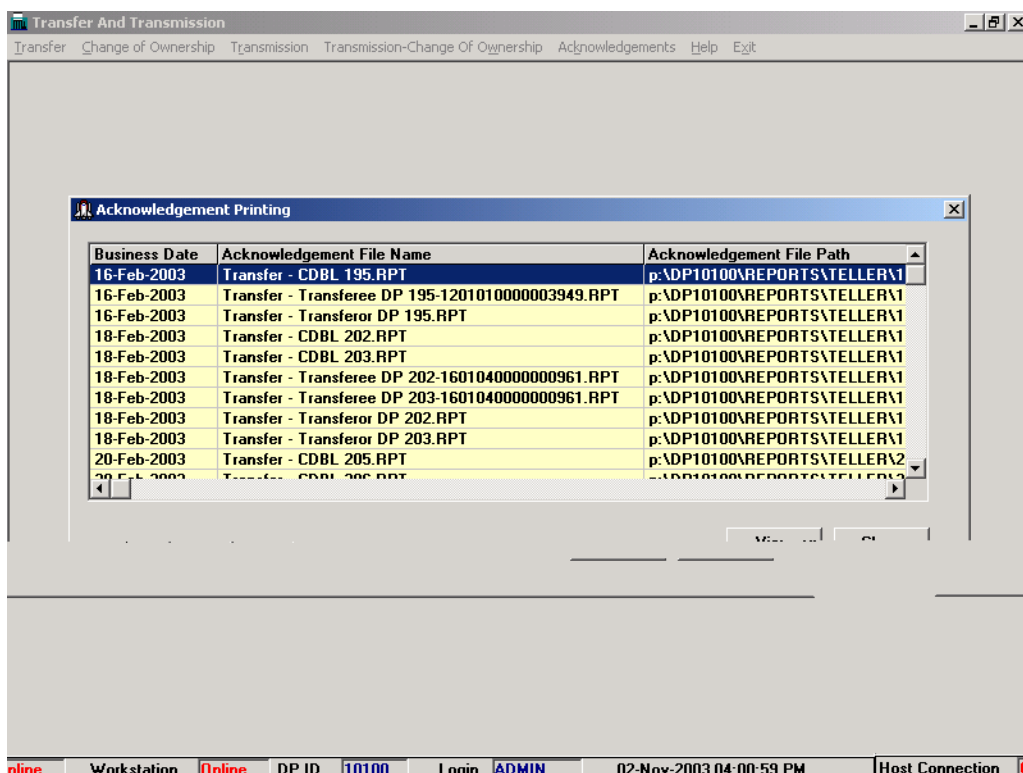 Transfer And Transmission
Transfer Change of Ownership Transmission Transmission-Change Of Ownership Acknowledgements Help Exit
Acknowledgement Printing
Business Date Acknowledgement File Name Acknowledgement File Path
16-Feb-2003 Transfer - CDBL 195.RPT p:\DP10100\REPORTS\TELLER\1
16-Feb-2003 Transfer - Transferee DP 195-1201010000003949.RPT p:\DP10100\REPORTS\TELLER\1
16-Feb-2003 Transfer - Transferor DP 195.RPT p:\DP10100\REPORTS\TELLER\1
18-Feb-2003 Transfer - CDBL 202.RPT p:\DP10100\REPORTS\TELLER\1
18-Feb-2003 Transfer - CDBL 203.RPT p:\DP10100\REPORTS\TELLER\1
18-Feb-2003 Transfer - Transferee DP 202-1601040000000961.RPT p:\DP10100\REPORTS\TELLER\1
18-Feb-2003 Transfer - Transferee DP 203-1601040000000961.RPT p:\DP10100\REPORTS\TELLER\1
18-Feb-2003 Transfer - Transferor DP 202.RPT p:\DP10100\REPORTS\TELLER\1
18-Feb-2003 Transfer - Transferor DP 203.RPT p:\DP10100\REPORTS\TELLER\1
20-Feb-2003 Transfer - CDBL 205.RPT p:\DP10100\REPORTS\TELLER\2
Workstation Online DP ID 10100 Login ADMIN 02-Nov-2003 04:00:59 PM Host Connection